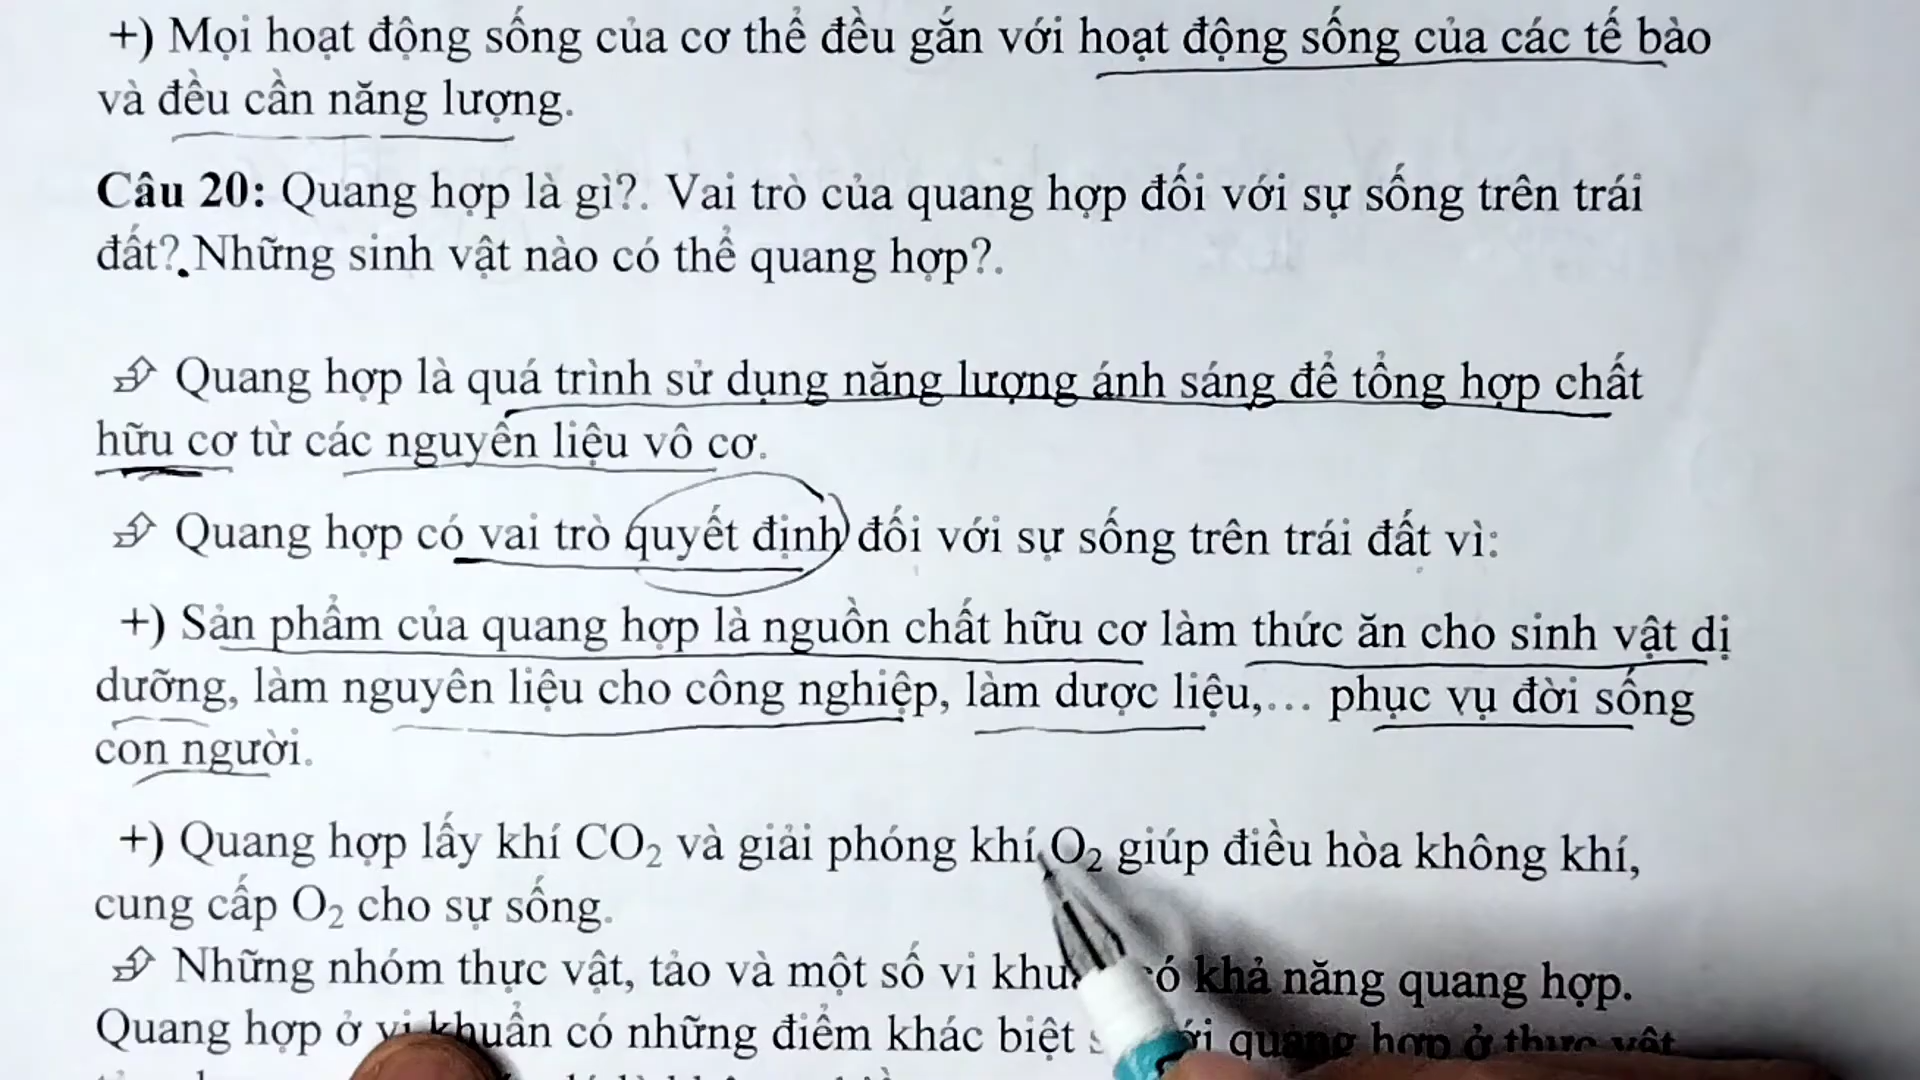 +) Mọi hoạt động sống của cơ thể đều gắn với hoạt động sống của các tế bào
và đều cần năng lượng.
Câu 20: Quang hợp là gì?. Vai trò của quang hợp đối với sự sống trên trái
đất?.Những sinh vật nào có thể quang hợp?.
Quang hợp là quá trình sử dụng năng lượng ánh sáng để tổng hợp chất
hữu cơ từ các nguyên liệu vô cơ.
Quang hợp có vai trò quyết định đối với sự sống trên trái đất vì:
+) Sản phẩm của quang hợp là nguồn chất hữu cơ làm thức ăn cho sinh vật dị
dưỡng, làm nguyên liệu cho công nghiệp, làm dược liệu,... phục vụ đời sống
con người.
+) Quang hợp lấy khí CO₂ và giải phóng khí O₂ giúp điều hòa không khí,
cung cấp O₂ cho sự sống.
Những nhóm thực vật, tảo và một số vi khả năng quang hợp.
Quang hợp ở vi khuẩn có những điểm khác biệt quang hợp ở thực vật